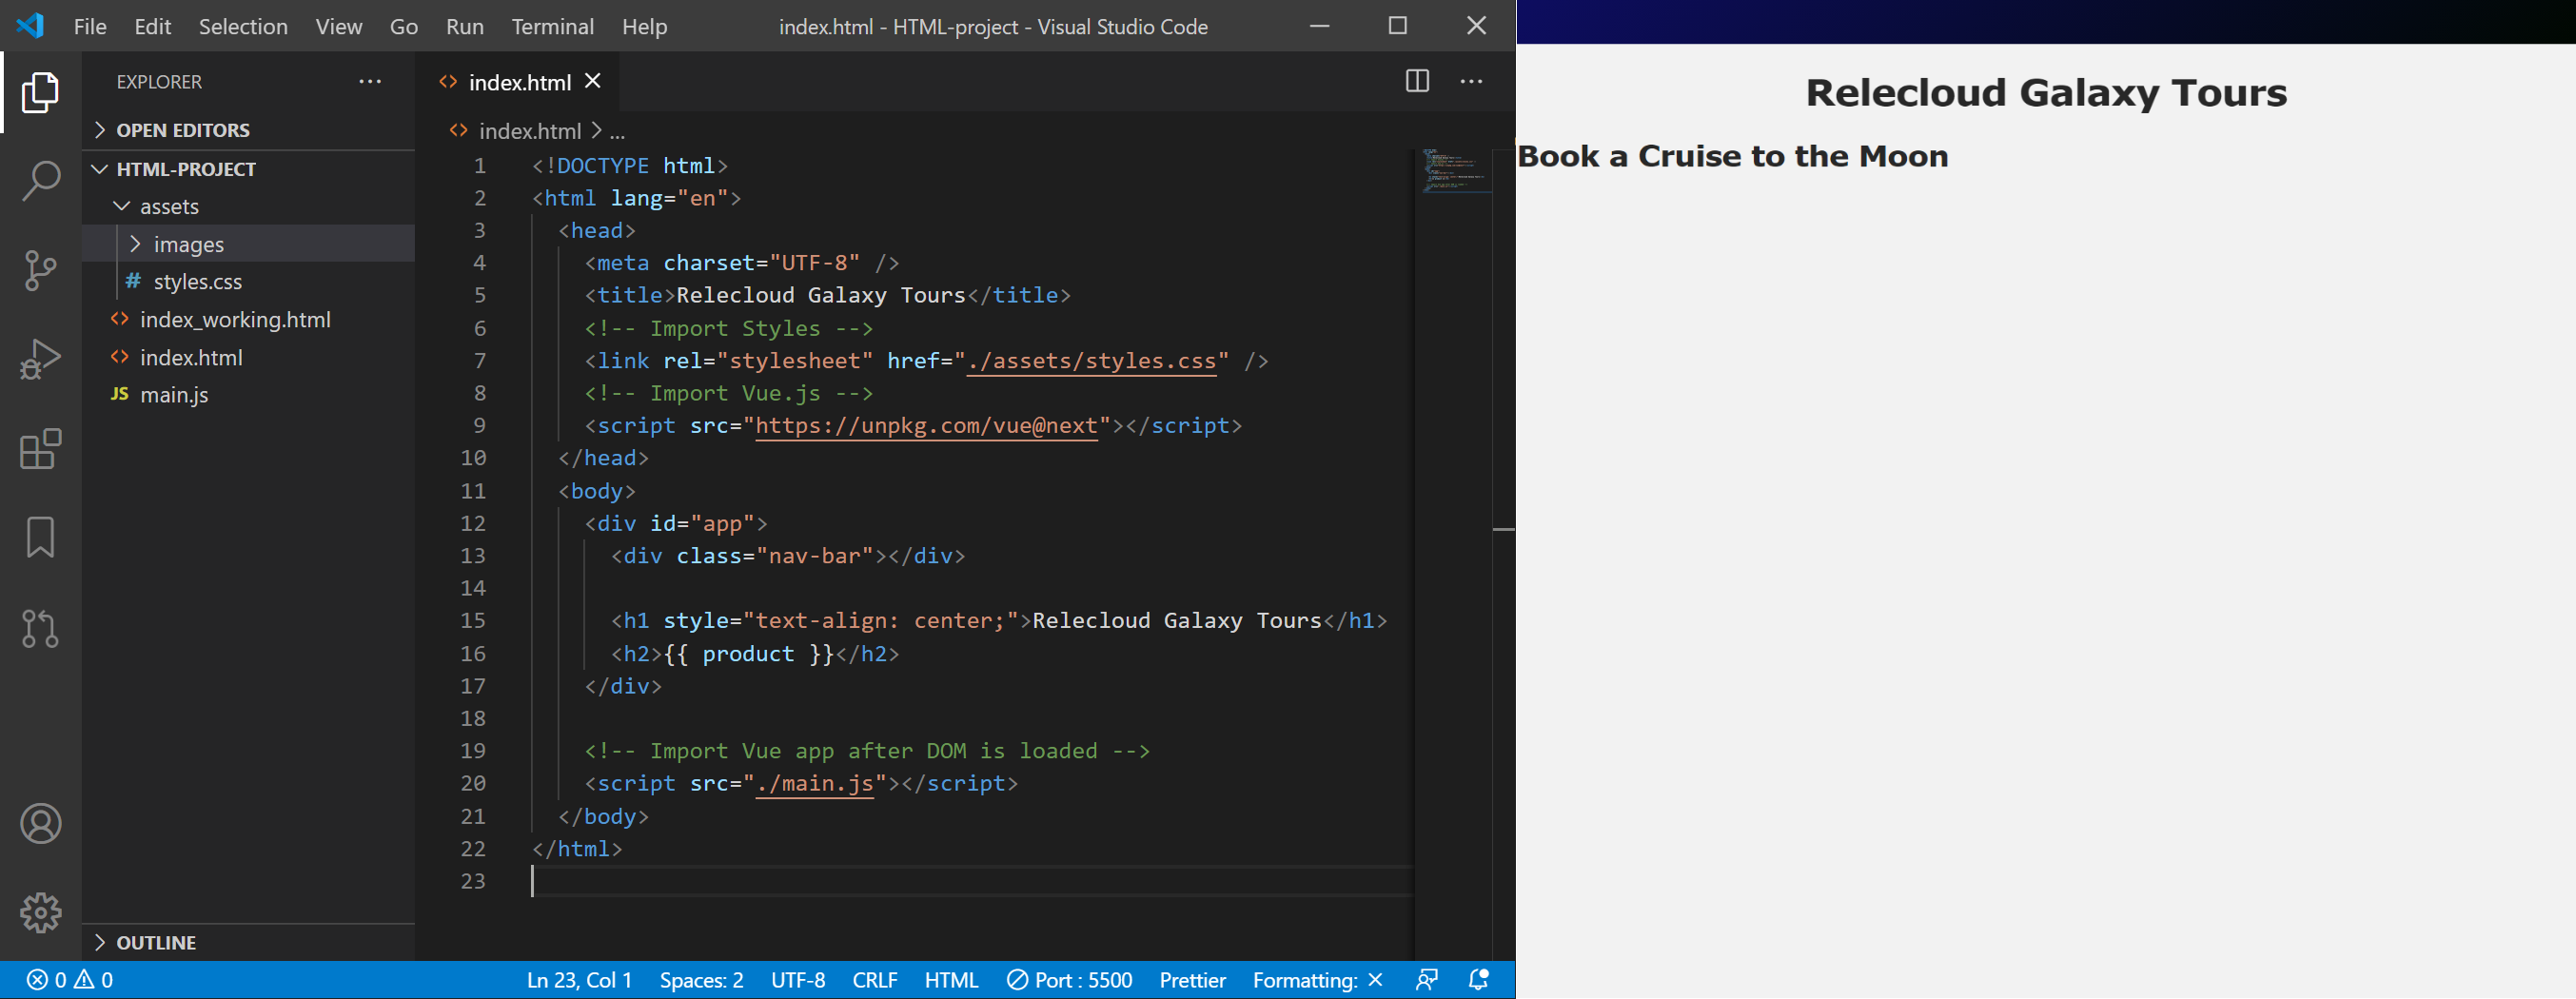 File Edit Selection View Go Run Terminal Help index.html - HTML-project - Visual Studio Code
EXPLORER
OPEN EDITORS
HTML-PROJECT
assets
images
# styles.css
<> index_working.html
<> index.html
JS main.js
OUTLINE
<> index.html
<> index.html > ...
1 <!DOCTYPE html>
2 <html lang="en">
3 <head>
4 <meta charset="UTF-8" />
5 <title>Relecloud Galaxy Tours</title>
6 <!-- Import Styles -->
7 <link rel="stylesheet" href="./assets/styles.css" />
8 <!-- Import Vue.js -->
9 <script src="https://unpkg.com/vue@next"></script>
10 </head>
11 <body>
12 <div id="app">
13 <div class="nav-bar"></div>
14
15 <h1 style="text-align: center;">Relecloud Galaxy Tours</h1>
16 <h2>{{ product }}</h2>
17 </div>
18
19 <!-- Import Vue app after DOM is loaded -->
20 <script src="./main.js"></script>
21 </body>
22 </html>
23
0 0 Ln 23, Col 1 Spaces: 2 UTF-8 CRLF HTML Port : 5500 Prettier Formatting: ×
Relecloud Galaxy Tours
Book a Cruise to the Moon